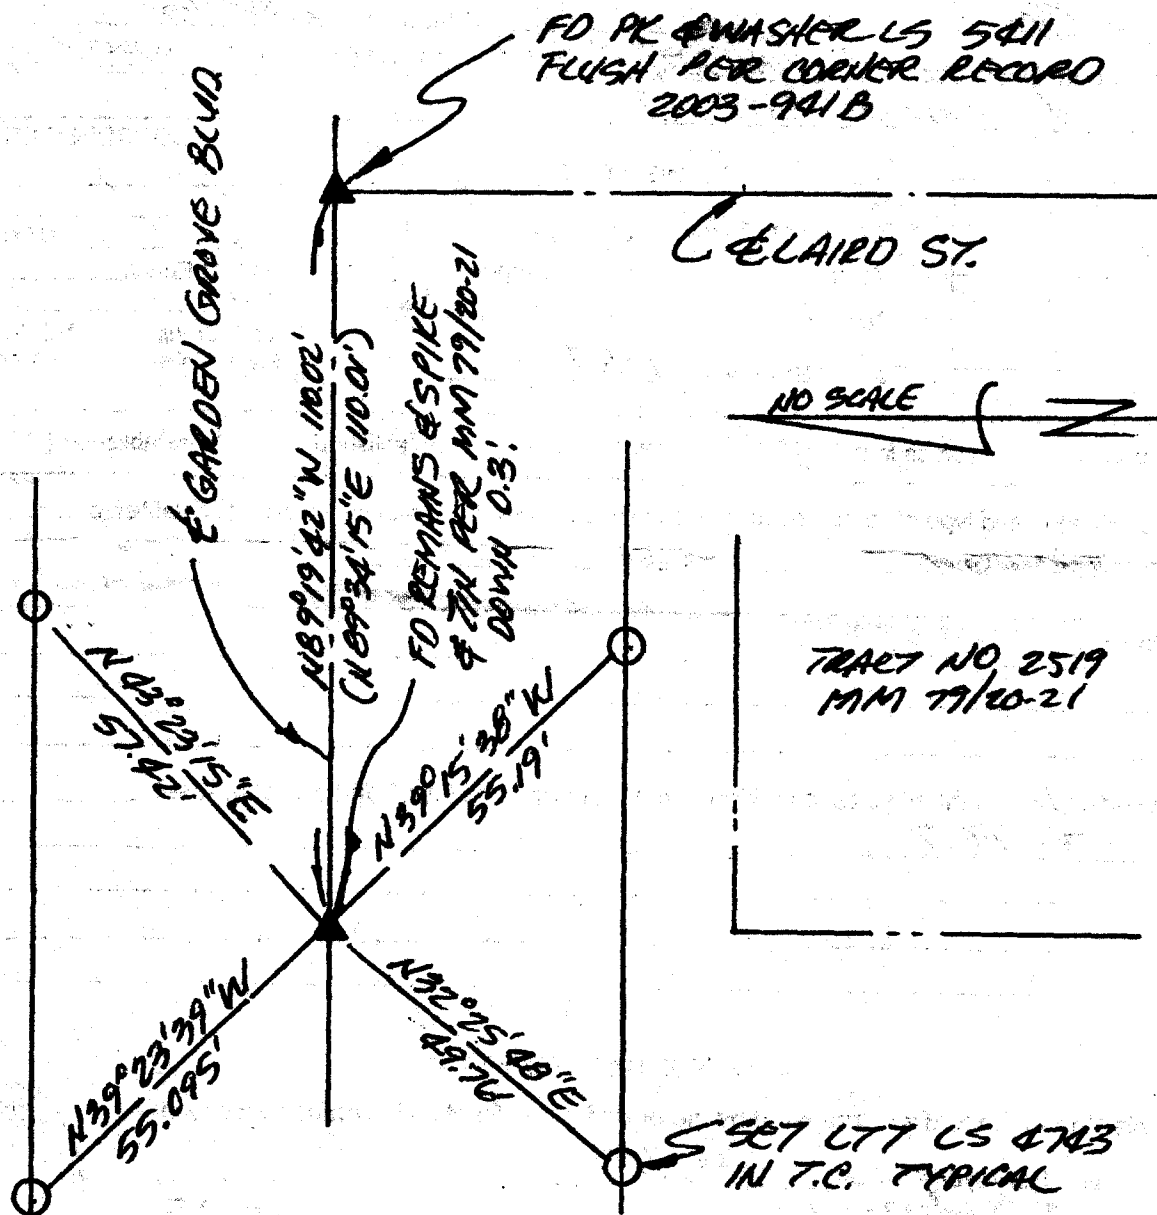 FD PK & WASHER LS 5411
FLUSH PER CORNER RECORD
2003-941B
℄ GARDEN GROVE BLVD.
℄ LAIRD ST.
N89°19'42"W 110.02'
(N 89°34'15"E 110.01')
FD REMAINS of SPIKE
& TIN PER MM 79/20-21
DOWN 0.3'
NO SCALE
N
N43°23'15"E
57.42'
N39°15'38"W
55.19'
TRACT NO 2519
MM 79/20-21
N39°23'39"W
55.095'
N32°25'48"E
49.76
SET LTT LS 4743
IN T.C. TYPICAL